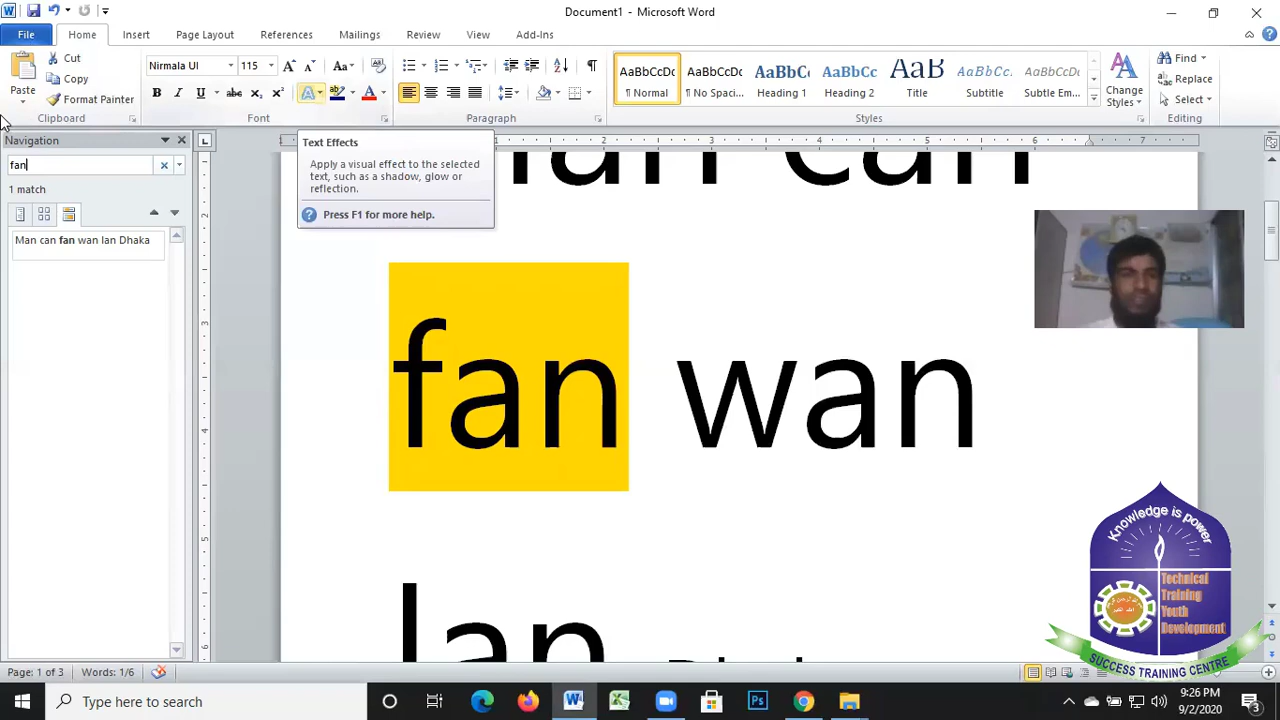 Document1 - Microsoft Word
File Home Insert Page Layout References Mailings Review View Add-Ins
Paste
Cut
Copy
Format Painter
Clipboard
Nirmala UI 115
Font
Paragraph
AaBbCcDc AaBbCcDc AaBbCc AaBbCc AaB AaBbCcDc AaBbCcDc
¶ Normal ¶ No Spaci... Heading 1 Heading 2 Title Subtitle Subtle Em...
Change Styles
Styles
Find
Replace
Select
Editing
Navigation
fan
1 match
Man can fan wan lan Dhaka
Text Effects
Apply a visual effect to the selected
text, such as a shadow, glow or
reflection.
Press F1 for more help.
can
fan wan
lan
Knowledge is power
Technical
Training
Youth
Development
SUCCESS TRAINING CENTRE
Page: 1 of 3 Words: 1/6
Type here to search
9:26 PM
9/2/2020